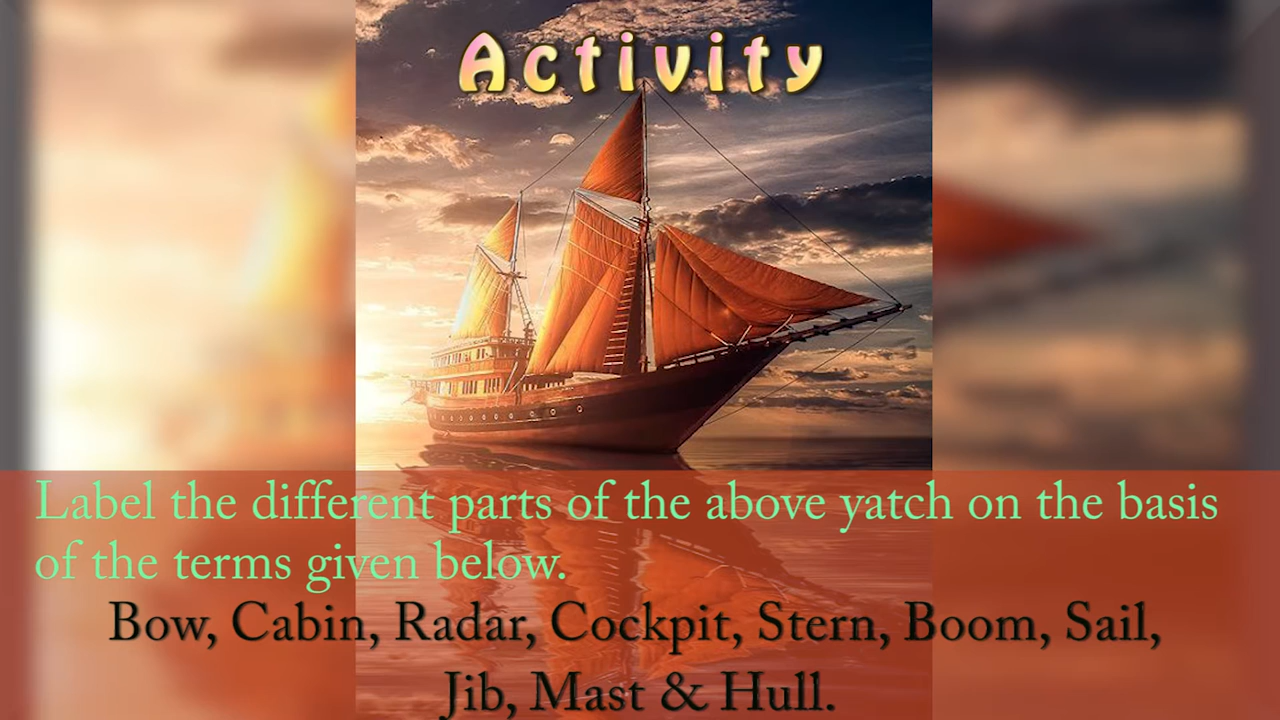 Activity
Label the different parts of the above yatch on the basis
of the terms given below.
Bow, Cabin, Radar, Cockpit, Stern, Boom, Sail,
Jib, Mast & Hull.